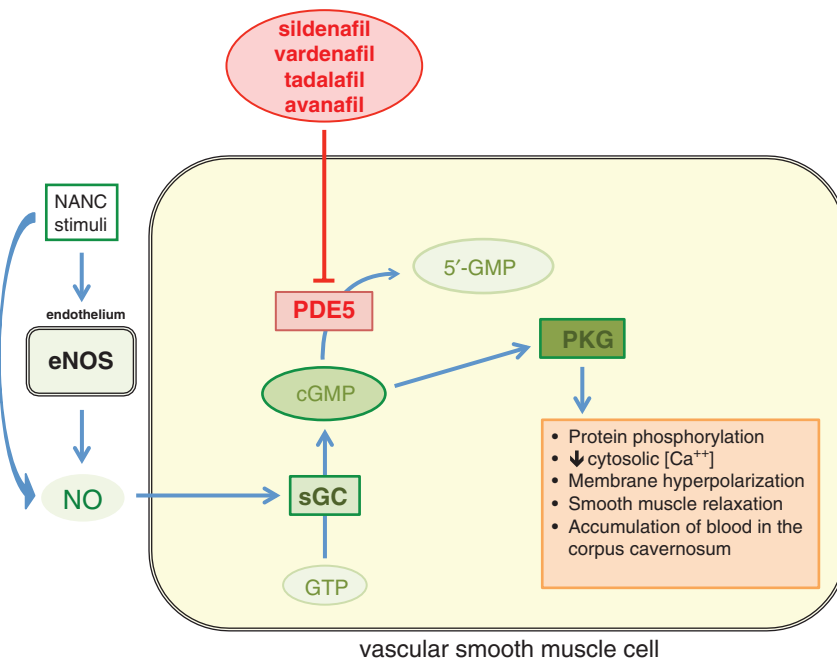 sildenafil
vardenafil
tadalafil
avanafil
NANC
stimuli
endothelium
eNOS
NO
5′-GMP
PDE5
PKG
cGMP
sGC
GTP
• Protein phosphorylation
• 🡇 cytosolic [Ca⁺⁺]
• Membrane hyperpolarization
• Smooth muscle relaxation
• Accumulation of blood in the
corpus cavernosum
vascular smooth muscle cell